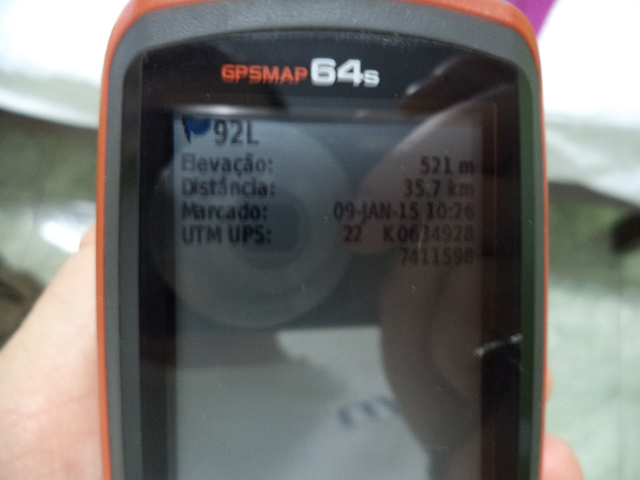 GPSMAP 64s
92L
Elevação: 521 m
Distância: 35.7 km
Marcado: 09-JAN-15 10:26
UTM UPS: 22 K 0634928
7411598